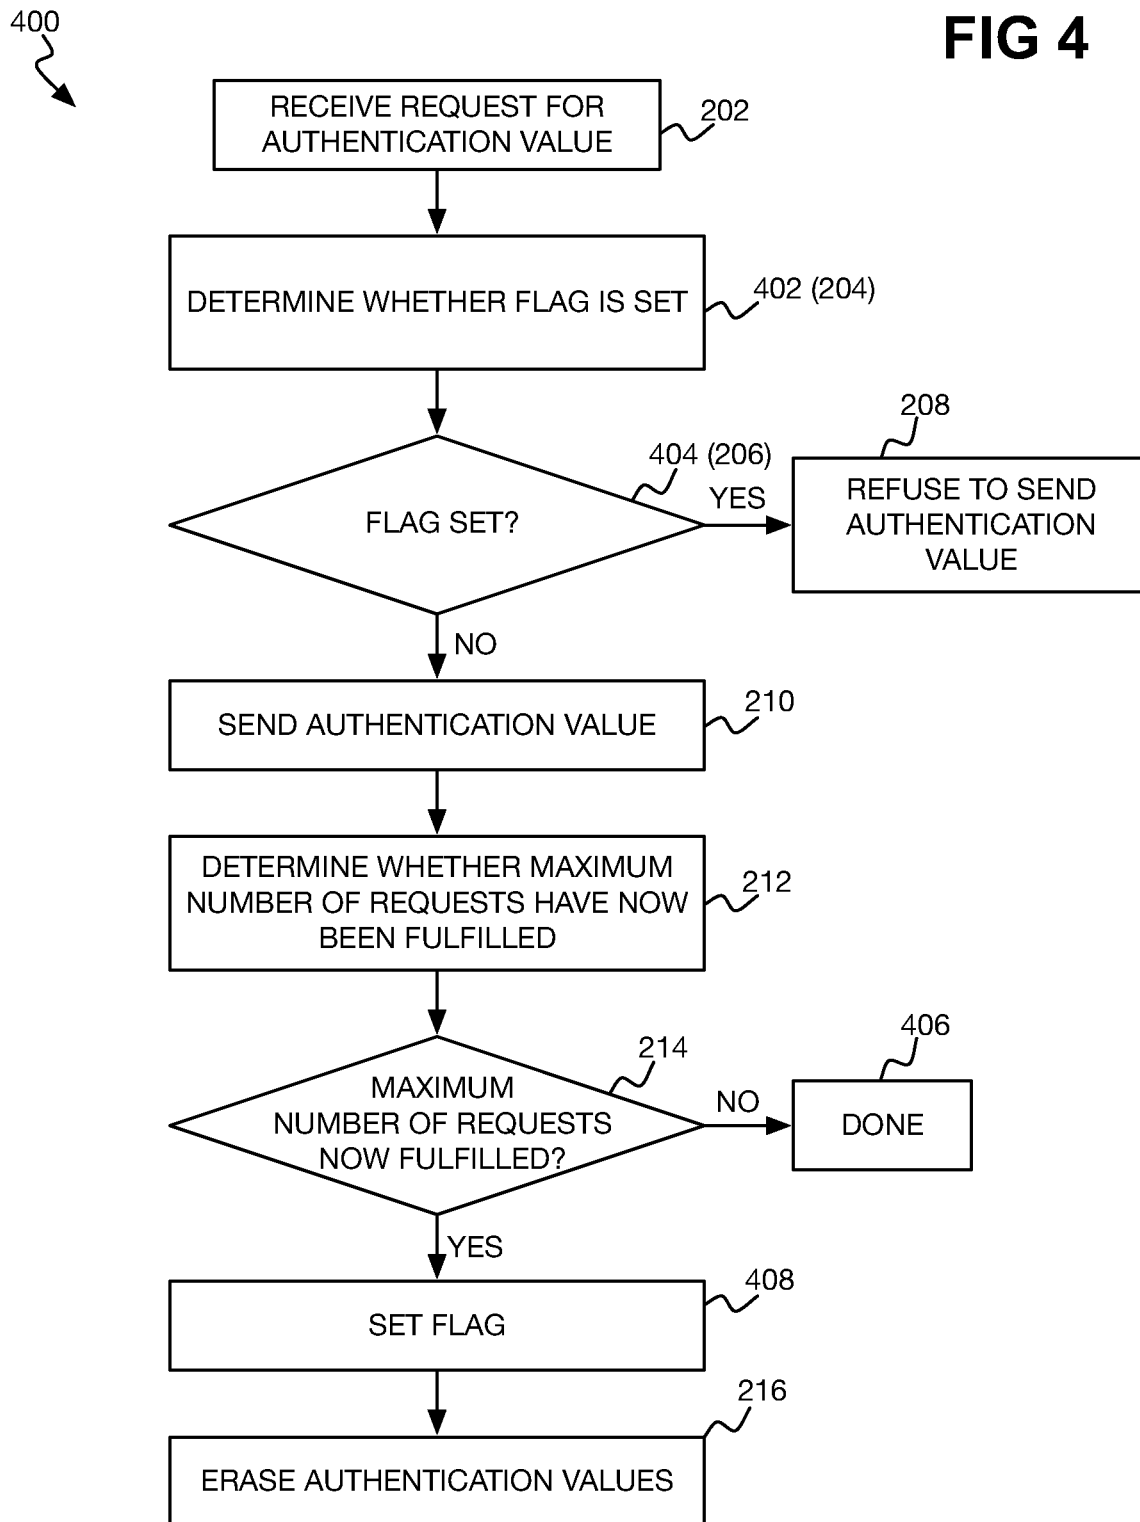 400
FIG 4
RECEIVE REQUEST FOR
AUTHENTICATION VALUE
202
DETERMINE WHETHER FLAG IS SET
402 (204)
FLAG SET?
404 (206)
YES
208
REFUSE TO SEND
AUTHENTICATION
VALUE
NO
SEND AUTHENTICATION VALUE
210
DETERMINE WHETHER MAXIMUM
NUMBER OF REQUESTS HAVE NOW
BEEN FULFILLED
212
MAXIMUM
NUMBER OF REQUESTS
NOW FULFILLED?
214
NO
406
DONE
YES
SET FLAG
408
ERASE AUTHENTICATION VALUES
216